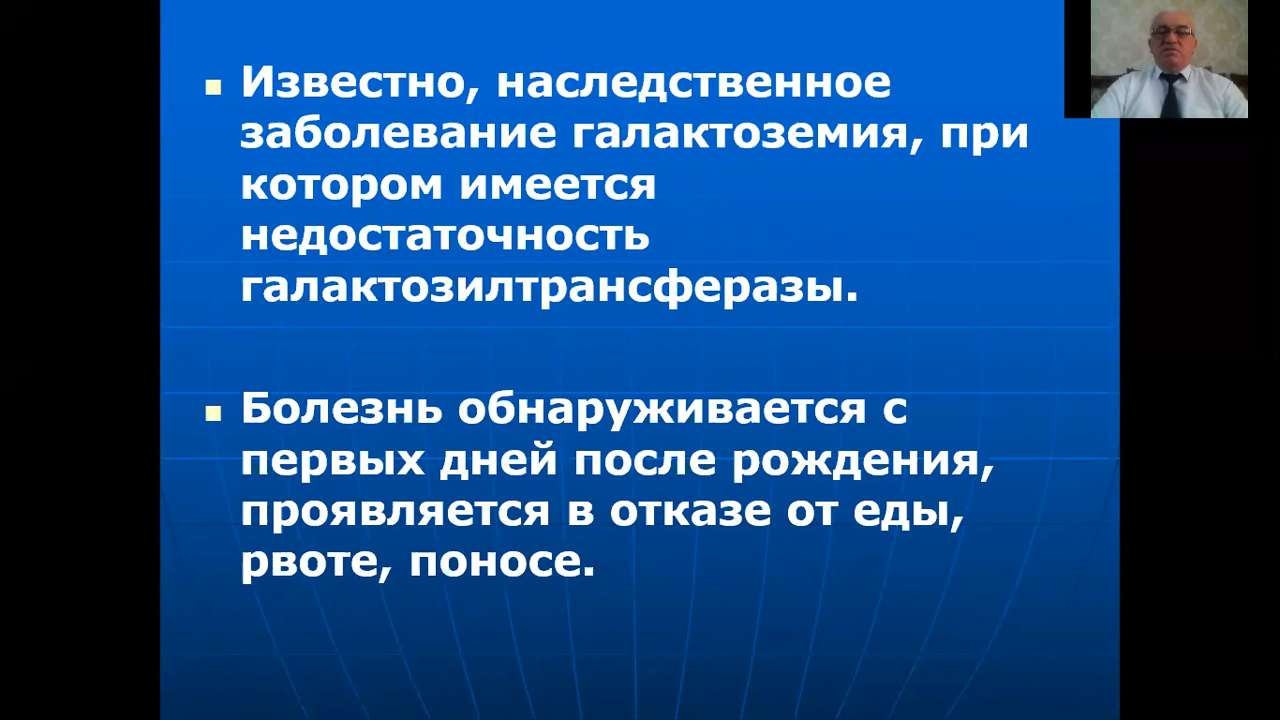 Известно, наследственное
заболевание галактоземия, при
котором имеется
недостаточность
галактозилтрансферазы.
Болезнь обнаруживается с
первых дней после рождения,
проявляется в отказе от еды,
рвоте, поносе.